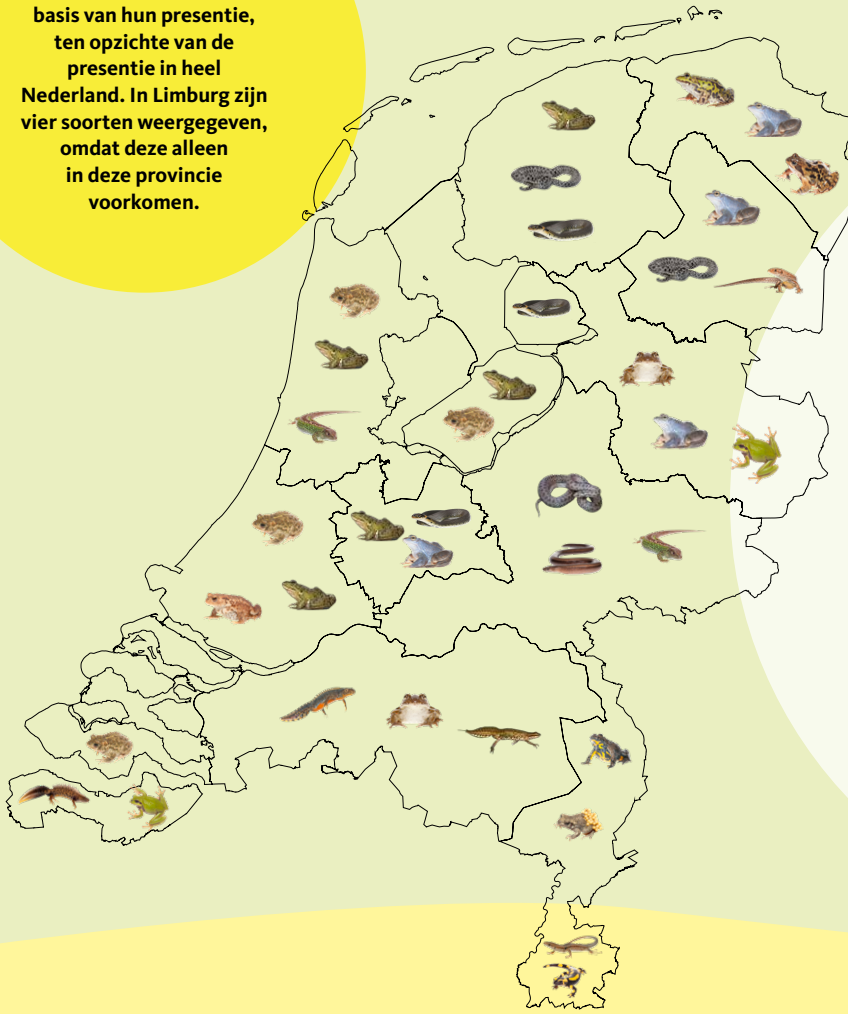 basis van hun presentie,
ten opzichte van de
presentie in heel
Nederland. In Limburg zijn
vier soorten weergegeven,
omdat deze alleen
in deze provincie
voorkomen.